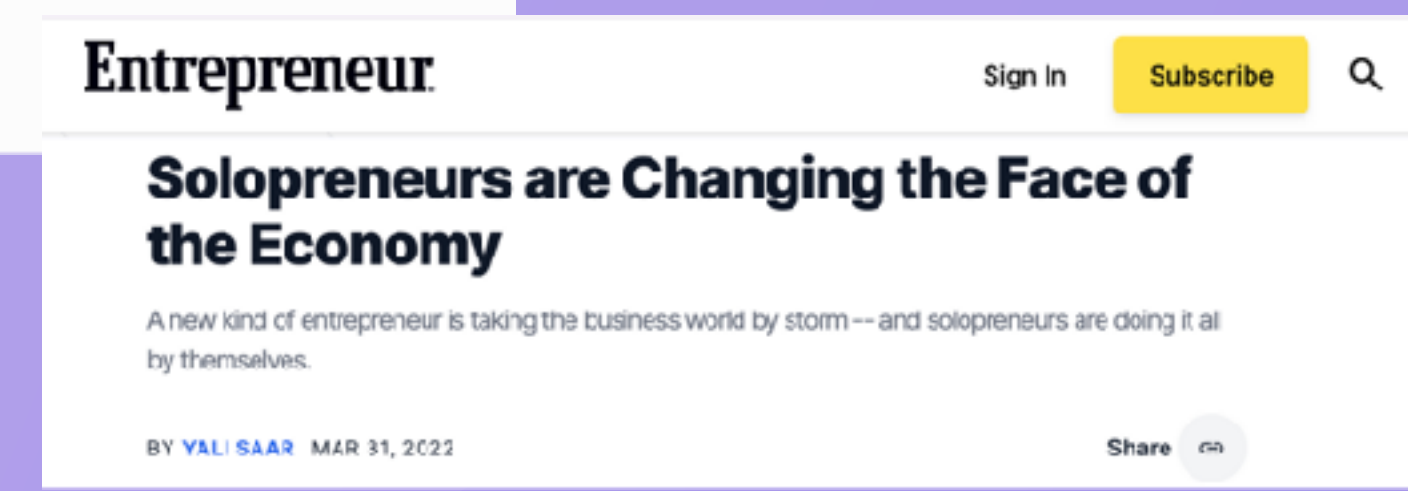 Entrepreneur
Sign In
Subscribe
Solopreneurs are Changing the Face of
the Economy
A new kind of entrepreneur is taking the business world by storm -- and solopreneurs are doing it all
by themselves.
BY YALI SAAR MAR 31, 2022
Share